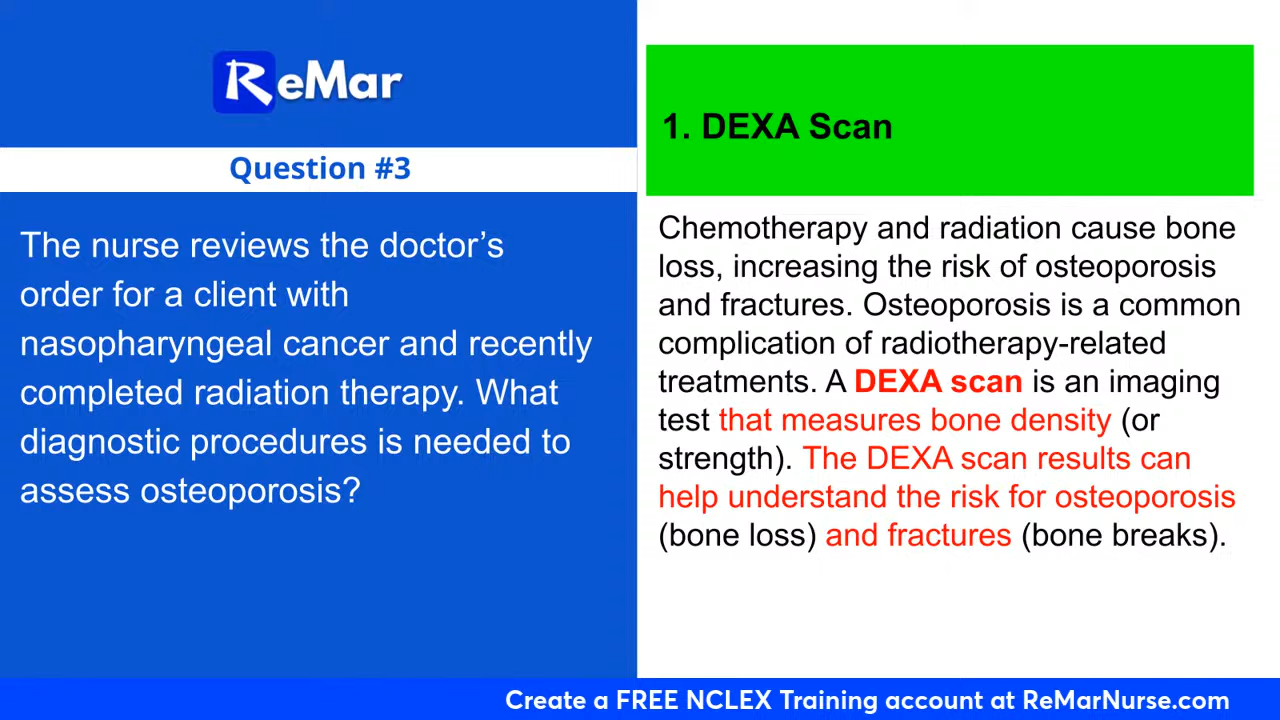 ReMar
Question #3
The nurse reviews the doctor’s
order for a client with
nasopharyngeal cancer and recently
completed radiation therapy. What
diagnostic procedures is needed to
assess osteoporosis?
1. DEXA Scan
Chemotherapy and radiation cause bone
loss, increasing the risk of osteoporosis
and fractures. Osteoporosis is a common
complication of radiotherapy-related
treatments. A DEXA scan is an imaging
test that measures bone density (or
strength). The DEXA scan results can
help understand the risk for osteoporosis
(bone loss) and fractures (bone breaks).
Create a FREE NCLEX Training account at ReMarNurse.com